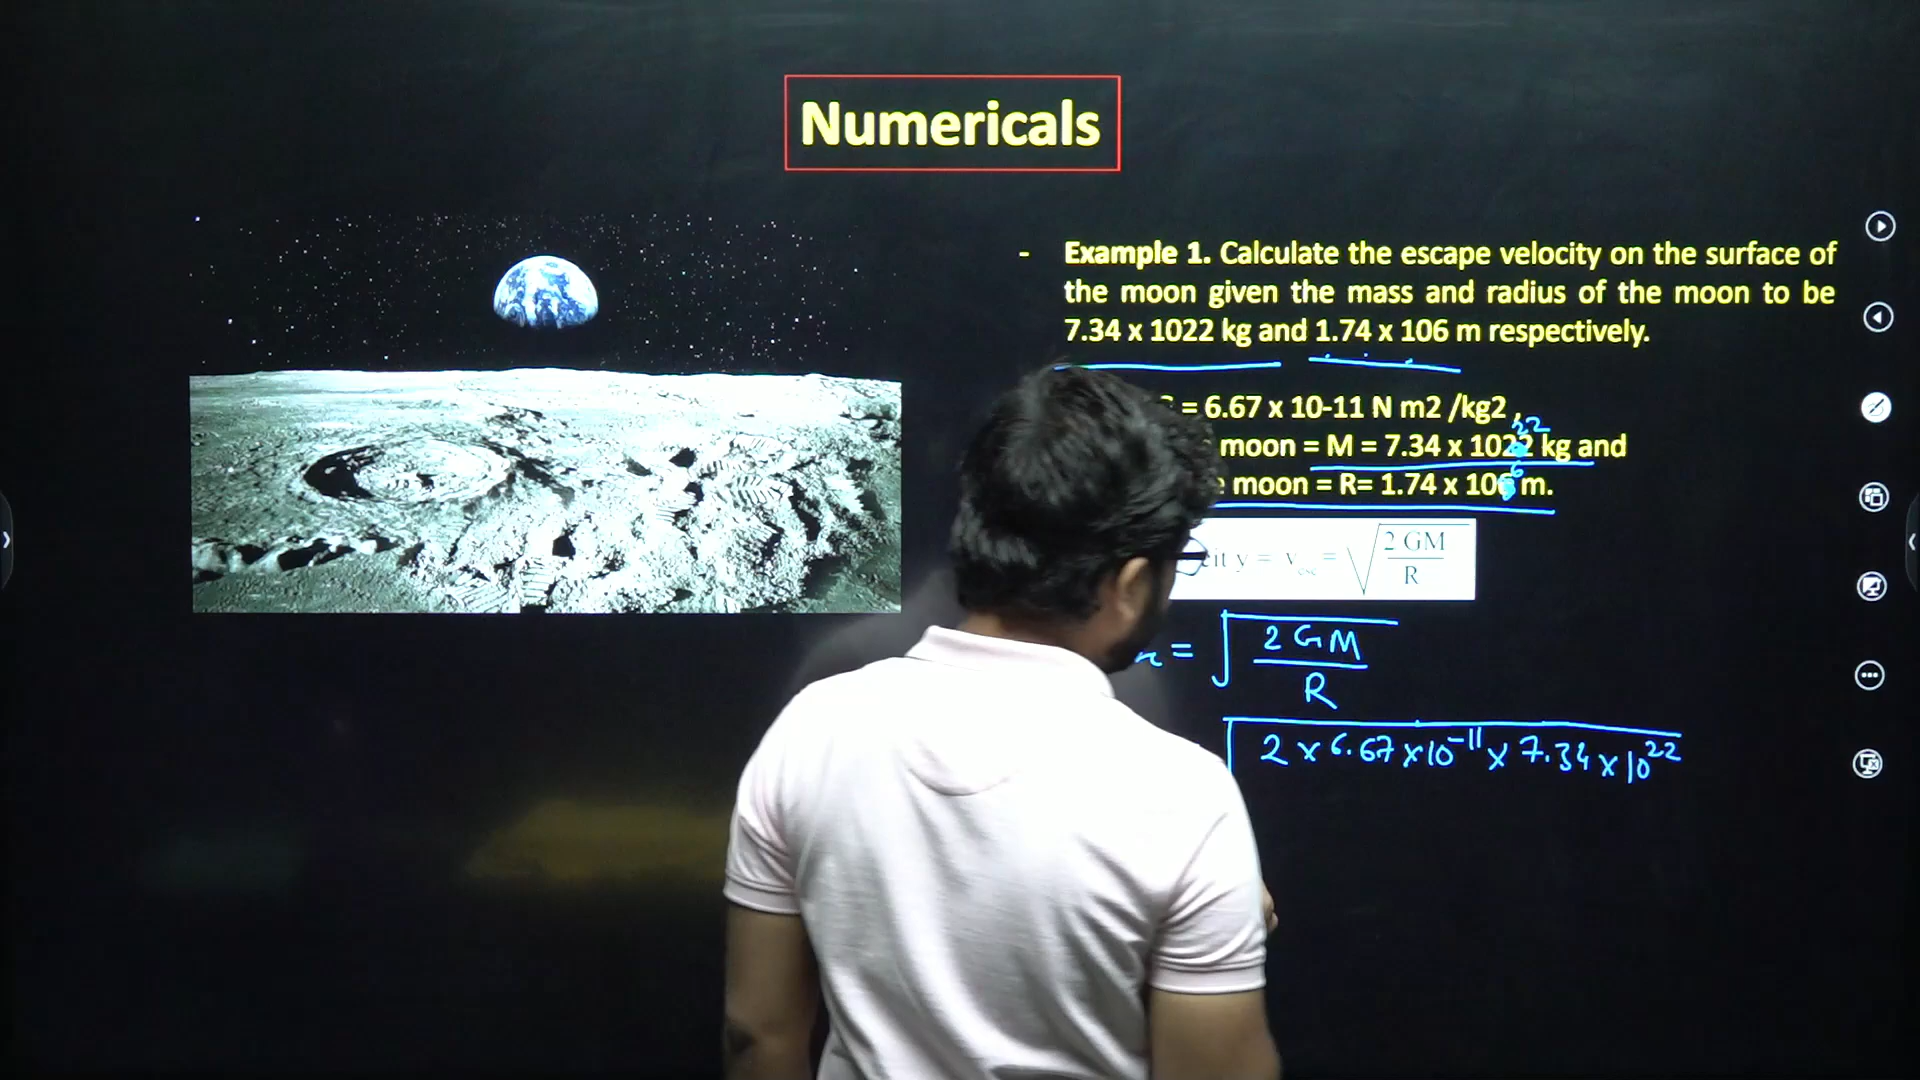 Numericals
- Example 1. Calculate the escape velocity on the surface of
the moon given the mass and radius of the moon to be
7.34 x 1022 kg and 1.74 x 106 m respectively.
= 6.67 x 10-11 N m2 /kg2 ,
22
moon = M = 7.34 x 1022 kg and
6
moon = R= 1.74 x 106 m.
y = v esc = √ 2 GM
R
= √ 2 GM
R
√ 2 x 6.67 x 10⁻¹¹ x 7.34 x 10²²